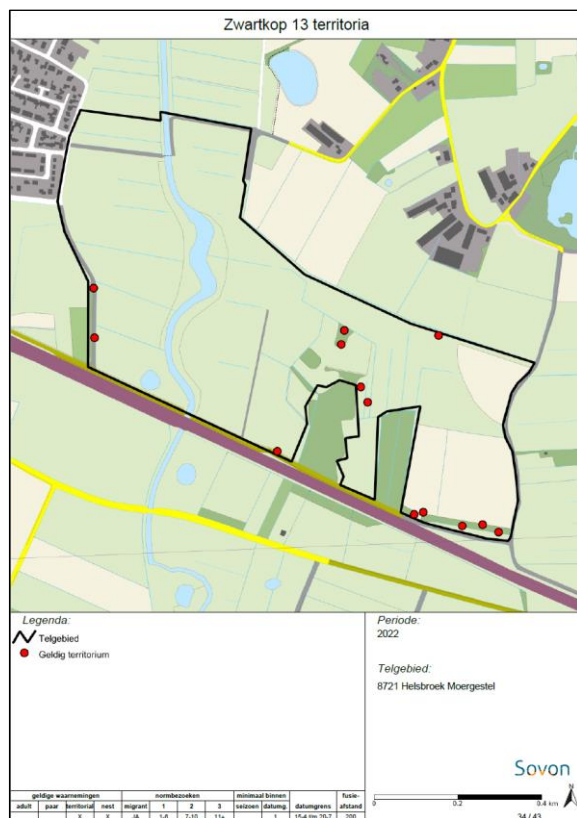 Zwartkop 13 territoria
Legenda:
Telgebied
Geldig territorium
Periode:
2022
Telgebied:
8721 Helsbroek Moergestel
Sovon
N
0 0.2 0.4 km
34 / 43
geldige waarnemingen normbezoeken minimaal binnen fusie-
adult paar territoriaal nest migrant 1 2 3 seizoen datumg. datumgrens afstand
X X JA 1-6 7-10 11+ 1 15-4 t/m 20-7 200